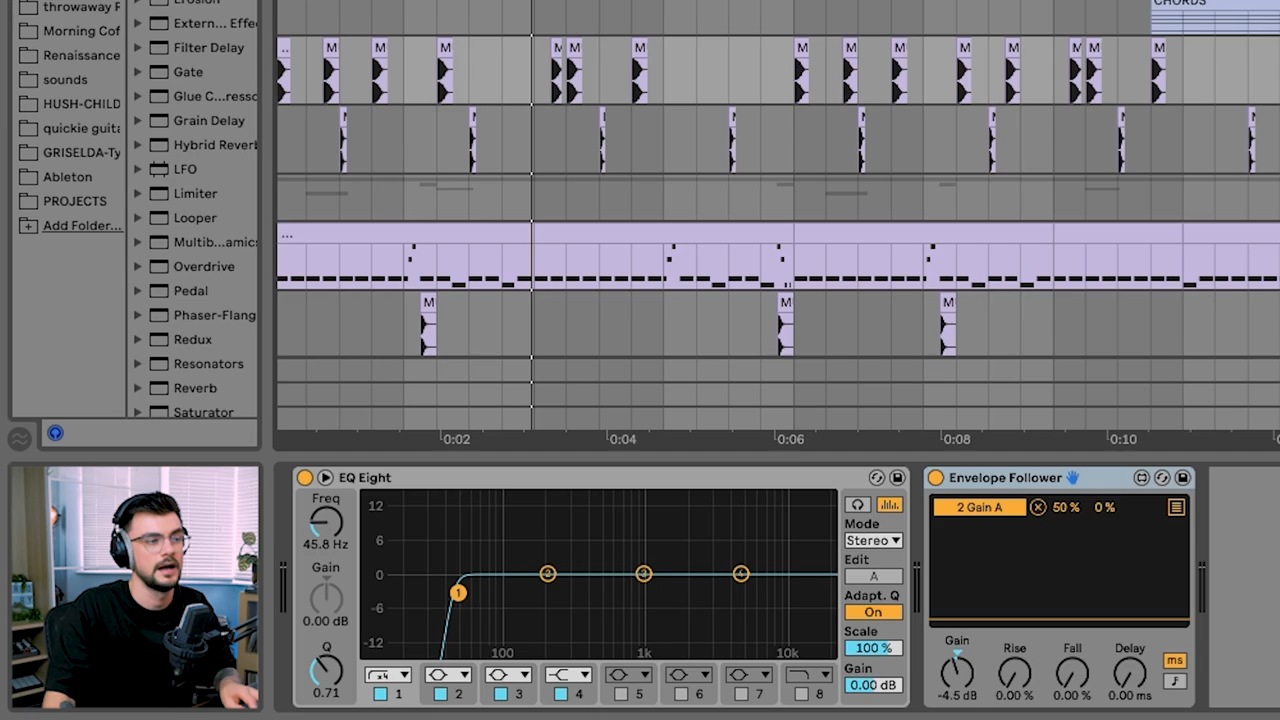 throwaway F
Morning Cof
Renaissance
sounds
HUSH-CHILD
quickie guita
GRISELDA-Ty
Ableton
PROJECTS
Add Folder...
Erosion
Extern... Effe
Filter Delay
Gate
Glue C...resso
Grain Delay
Hybrid Reverb
LFO
Limiter
Looper
Multib...amics
Overdrive
Pedal
Phaser-Flang
Redux
Resonators
Reverb
Saturator
CHORDS
.. M M M M M M M M M M M M M M
...
M M M
0:02 0:04 0:06 0:08 0:10
EQ Eight
Freq
45.8 Hz
Gain
0.00 dB
Q
0.71
12
6
0
-6
-12
100 1k 10k
1 2 3 4
1 2 3 4 5 6 7 8
Mode
Stereo
Edit
A
Adapt. Q
On
Scale
100 %
Gain
0.00 dB
Envelope Follower
2 Gain A 50 % 0 %
Gain Rise Fall Delay
-4.5 dB 0.00 % 0.00 % 0.00 ms
ms